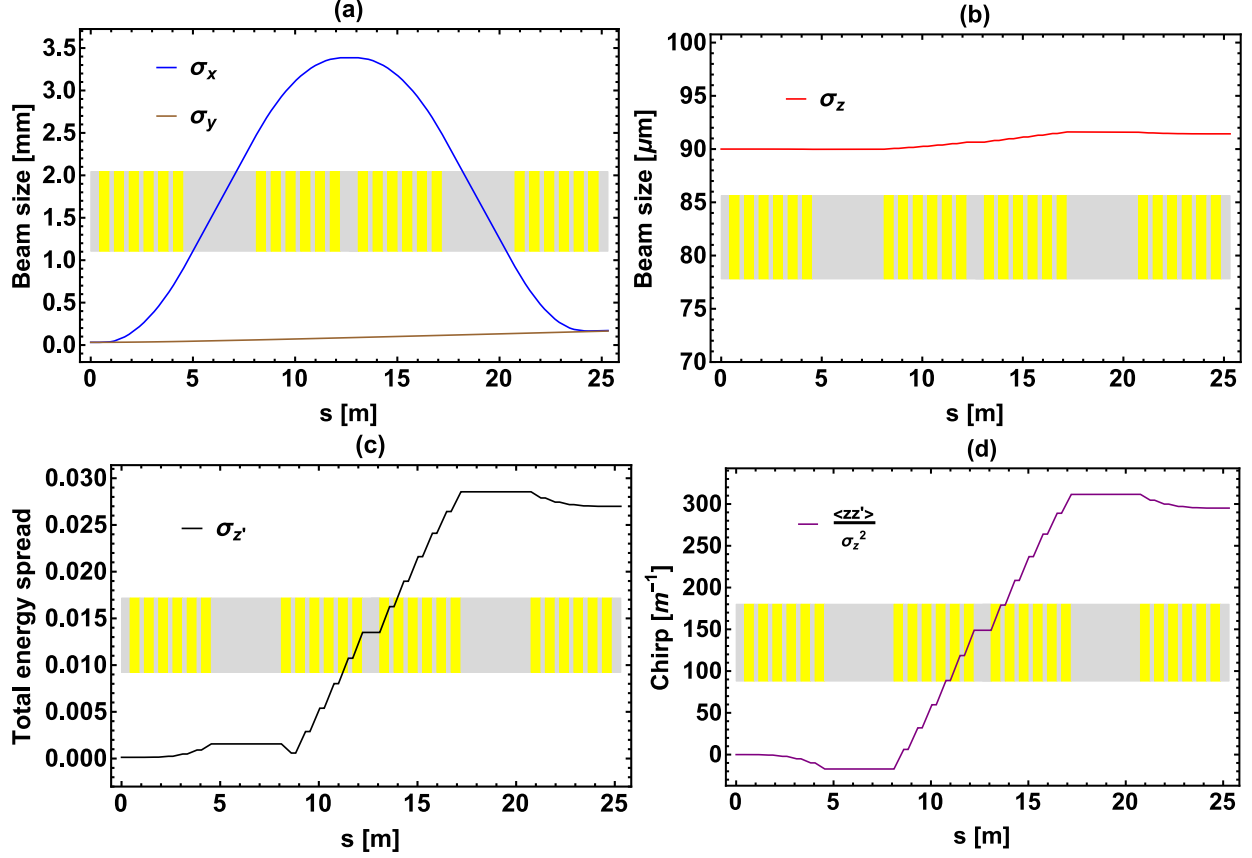 (a)
Beam size [mm]
3.5
3.0
2.5
2.0
1.5
1.0
0.5
0.0
σx
σy
0 5 10 15 20 25
s [m]
(b)
Beam size [μm]
100
95
90
85
80
75
70
σz
0 5 10 15 20 25
s [m]
(c)
Total energy spread
0.030
0.025
0.020
0.015
0.010
0.005
0.000
σz'
0 5 10 15 20 25
s [m]
(d)
Chirp [m⁻¹]
300
250
200
150
100
50
0
<zz'>
σz²
0 5 10 15 20 25
s [m]